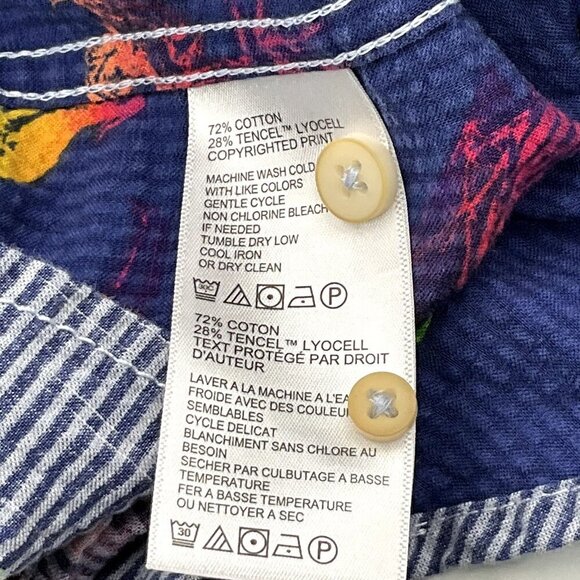 72% COTTON
28% TENCEL™ LYOCELL
COPYRIGHTED PRINT
MACHINE WASH COLD
WITH LIKE COLORS
GENTLE CYCLE
NON CHLORINE BLEACH
IF NEEDED
TUMBLE DRY LOW
COOL IRON
OR DRY CLEAN
P
72% COTON
28% TENCEL™ LYOCELL
TEXT PROTÉGÉ PAR DROIT
D'AUTEUR
LAVER A LA MACHINE A L'EA
FROIDE AVEC DES COULEUR
SEMBLABLES
CYCLE DELICAT
BLANCHIMENT SANS CHLORE AU
BESOIN
SECHER PAR CULBUTAGE A BASSE
TEMPERATURE
FER A BASSE TEMPERATURE
OU NETTOYER A SEC
30 P